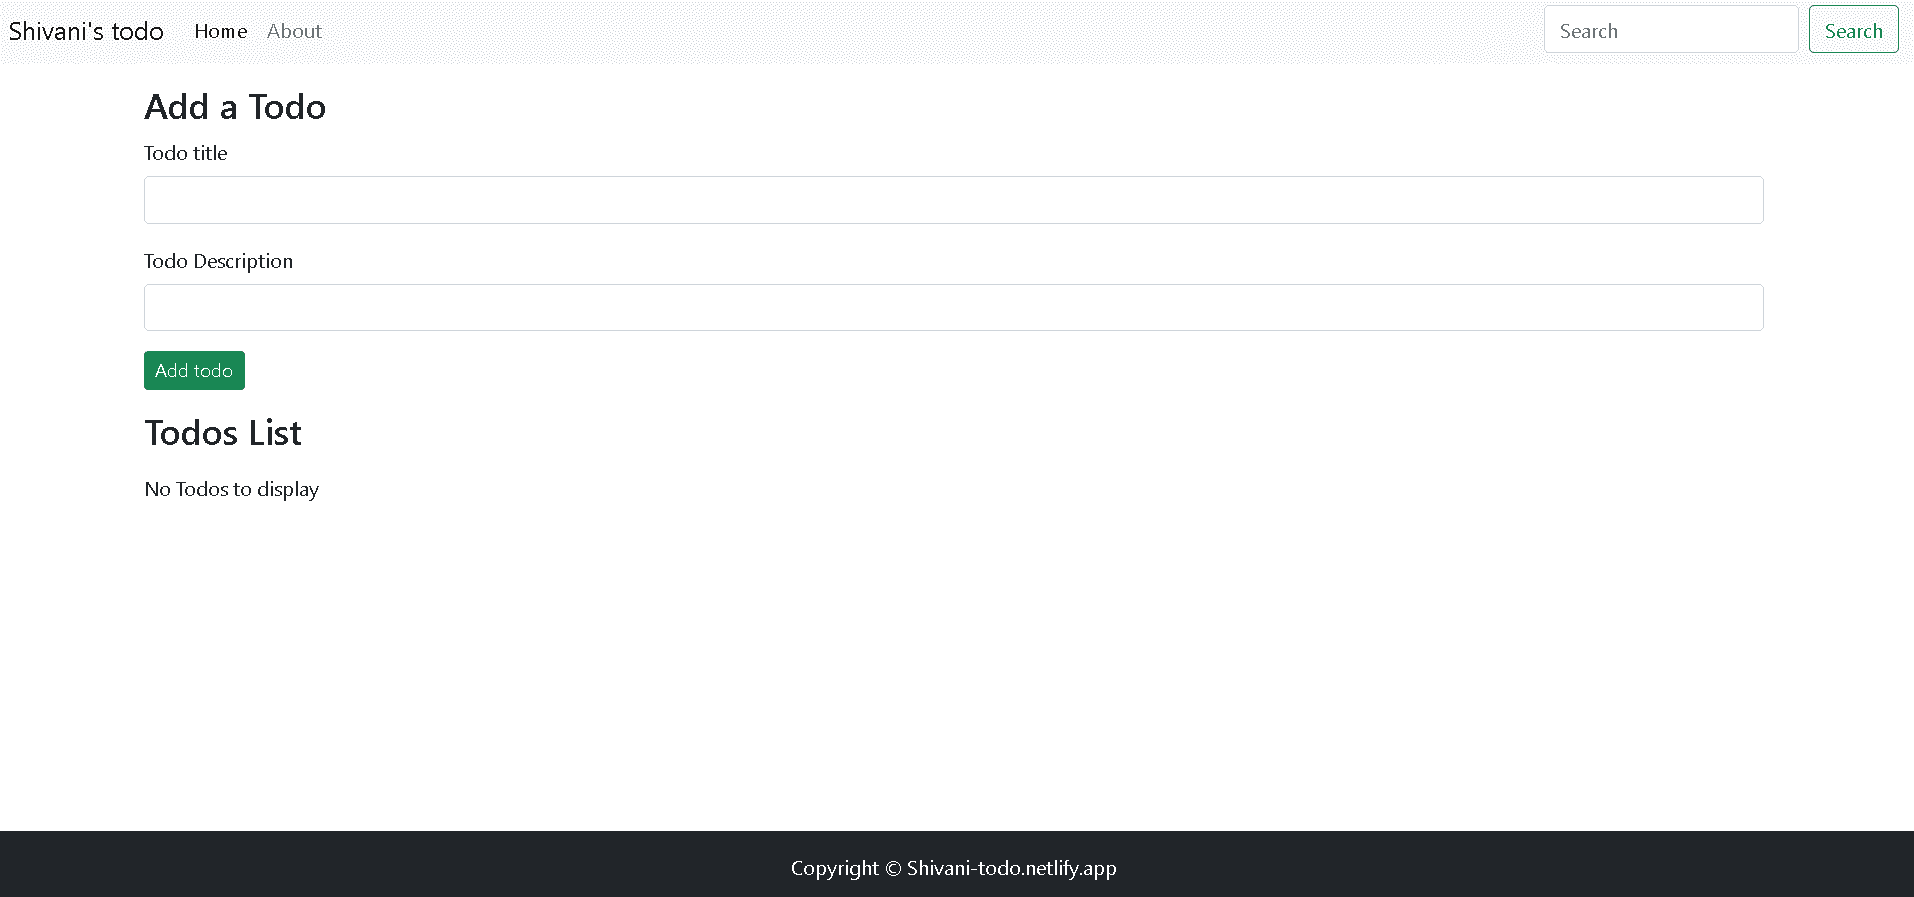 Shivani's todo Home About Search Search
Add a Todo
Todo title
Todo Description
Add todo
Todos List
No Todos to display
Copyright © Shivani-todo.netlify.app